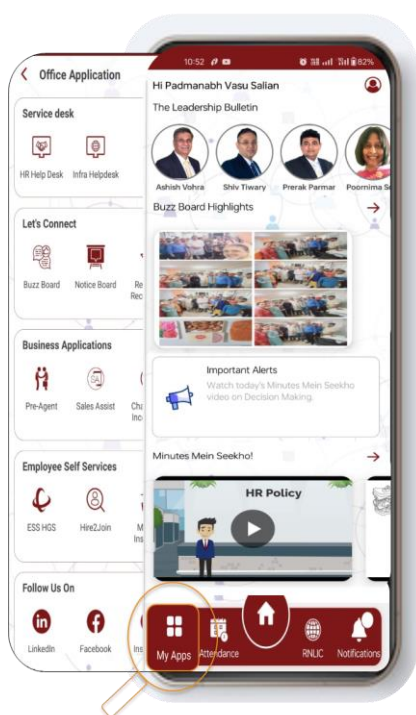 Office Application
Service desk
HR Help Desk
Infra Helpdesk
Let's Connect
Buzz Board
Notice Board
Business Applications
Pre-Agent
Sales Assist
Employee Self Services
ESS HGS
Hire2Join
Follow Us On
LinkedIn
Facebook
10:52
82%
Hi Padmanabh Vasu Salian
The Leadership Bulletin
Ashish Vohra
Shiv Tiwary
Prerak Parmar
Poornima
Buzz Board Highlights
Important Alerts
Watch today's Minutes Mein Seekho
video on Decision Making.
Minutes Mein Seekho!
HR Policy
My Apps
Attendance
RNLIC
Notifications